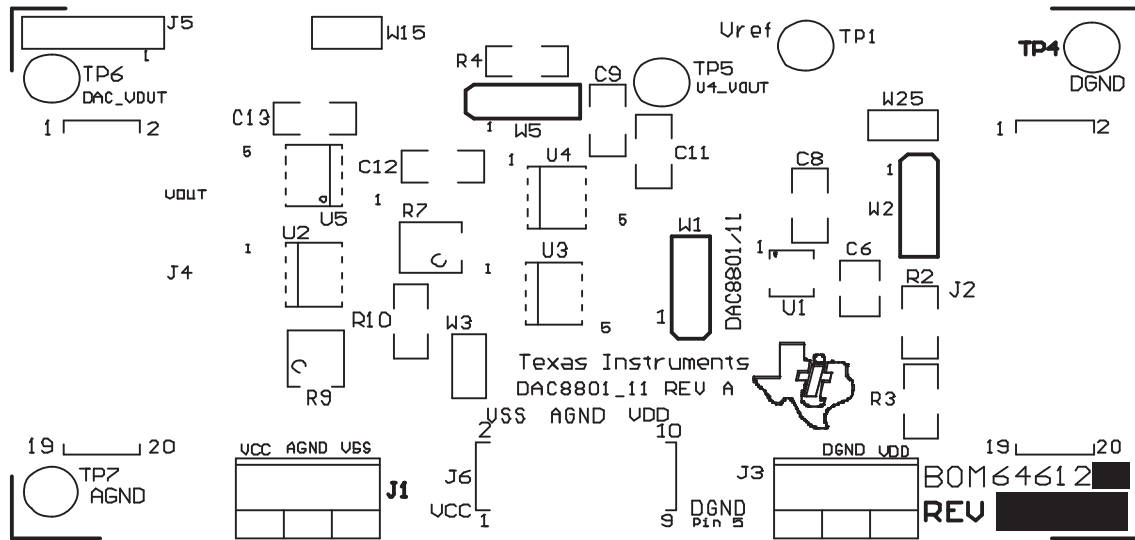 J5
1
W15
Vref
TP1
TP4
DGND
R4
C9
TP5
U4_VOUT
TP6
DAC_VOUT
W25
C13
1
W5
1 2
1 2
5
C12
1
U4
C11
C8
1
W2
VOUT
U5
1
R7
5
W1
DAC8801/1L
U2
1
1
U3
1
C6
J4
R2
J2
U1
R10
W3
5
1
Texas Instruments
DAC8801_11 REV A
R9
R3
VSS AGND VDD
2 10
19 20
VCC AGND VSS
DGND VDD
19 20
TP7
AGND
J1
J6
J3
BOM64612
VCC 1
9 DGND
Pin 5
REV